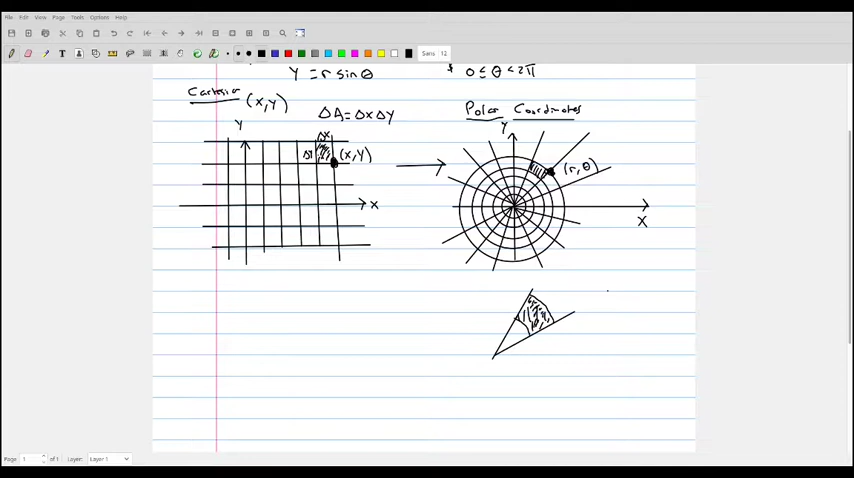 File Edit View Page Tools Options Help
T
Sans 12
Y = r sin θ
0 ≤ θ < 2π
Cartesian (x,y)
ΔA = Δx Δy
Polar Coordinates
Y
Δx
Δy
(x,y)
X
Y
(r, θ)
X
Page 1 of 1 Layer: Layer 1